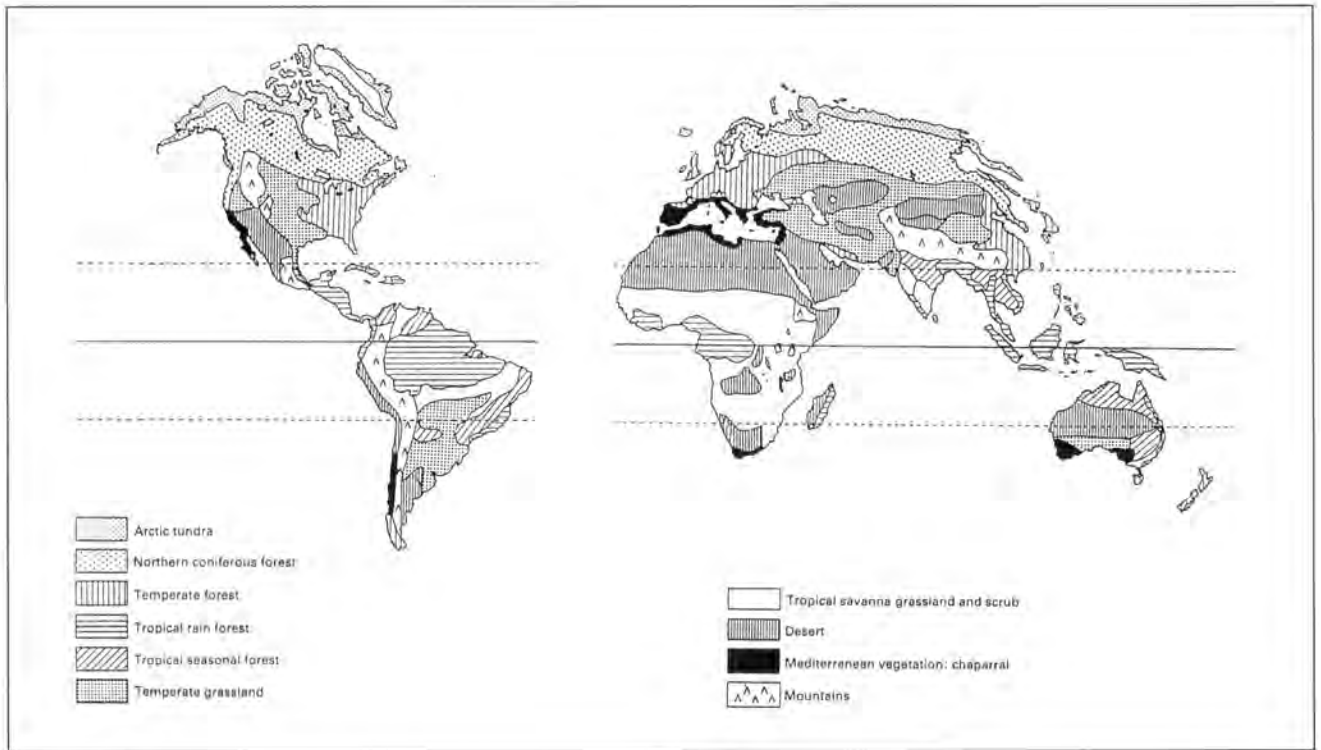 Arctic tundra
Northern coniferous forest
Temperate forest
Tropical rain forest
Tropical seasonal forest
Temperate grassland
Tropical savanna grassland and scrub
Desert
Mediterranean vegetation: chaparral
Mountains